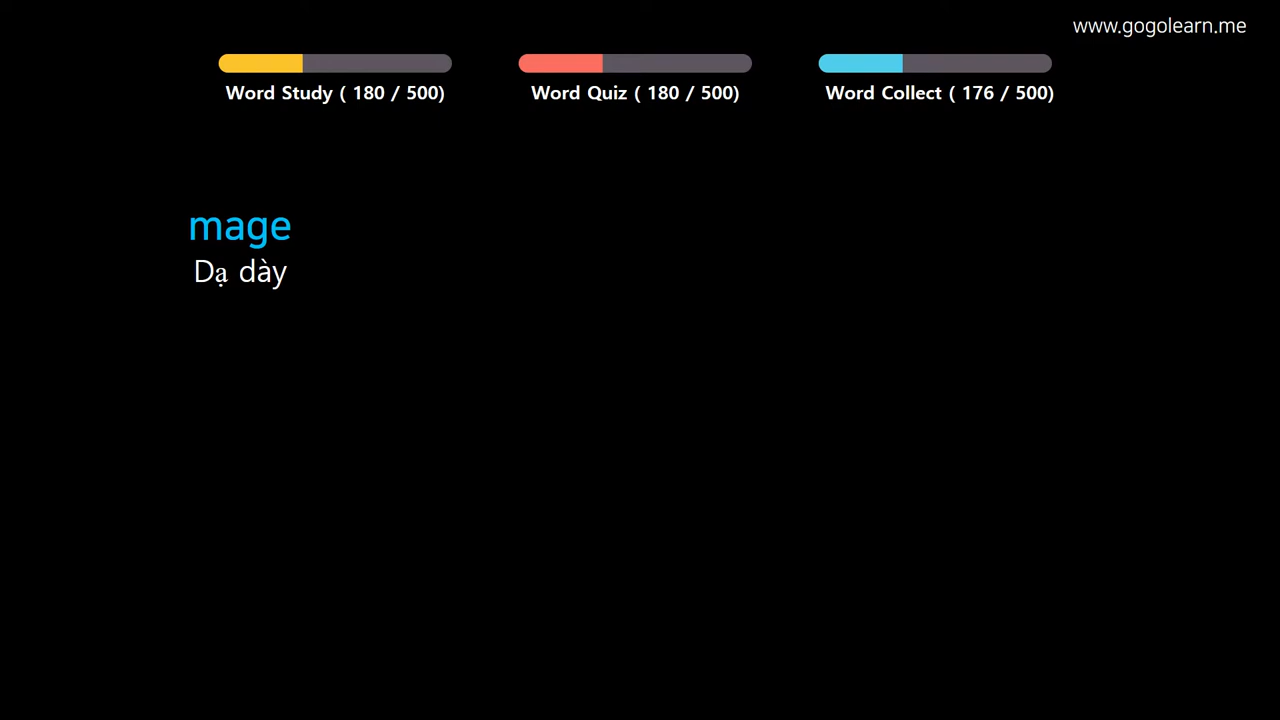 www.gogolearn.me
Word Study ( 180 / 500)
Word Quiz ( 180 / 500)
Word Collect ( 176 / 500)
mage
Dạ dày